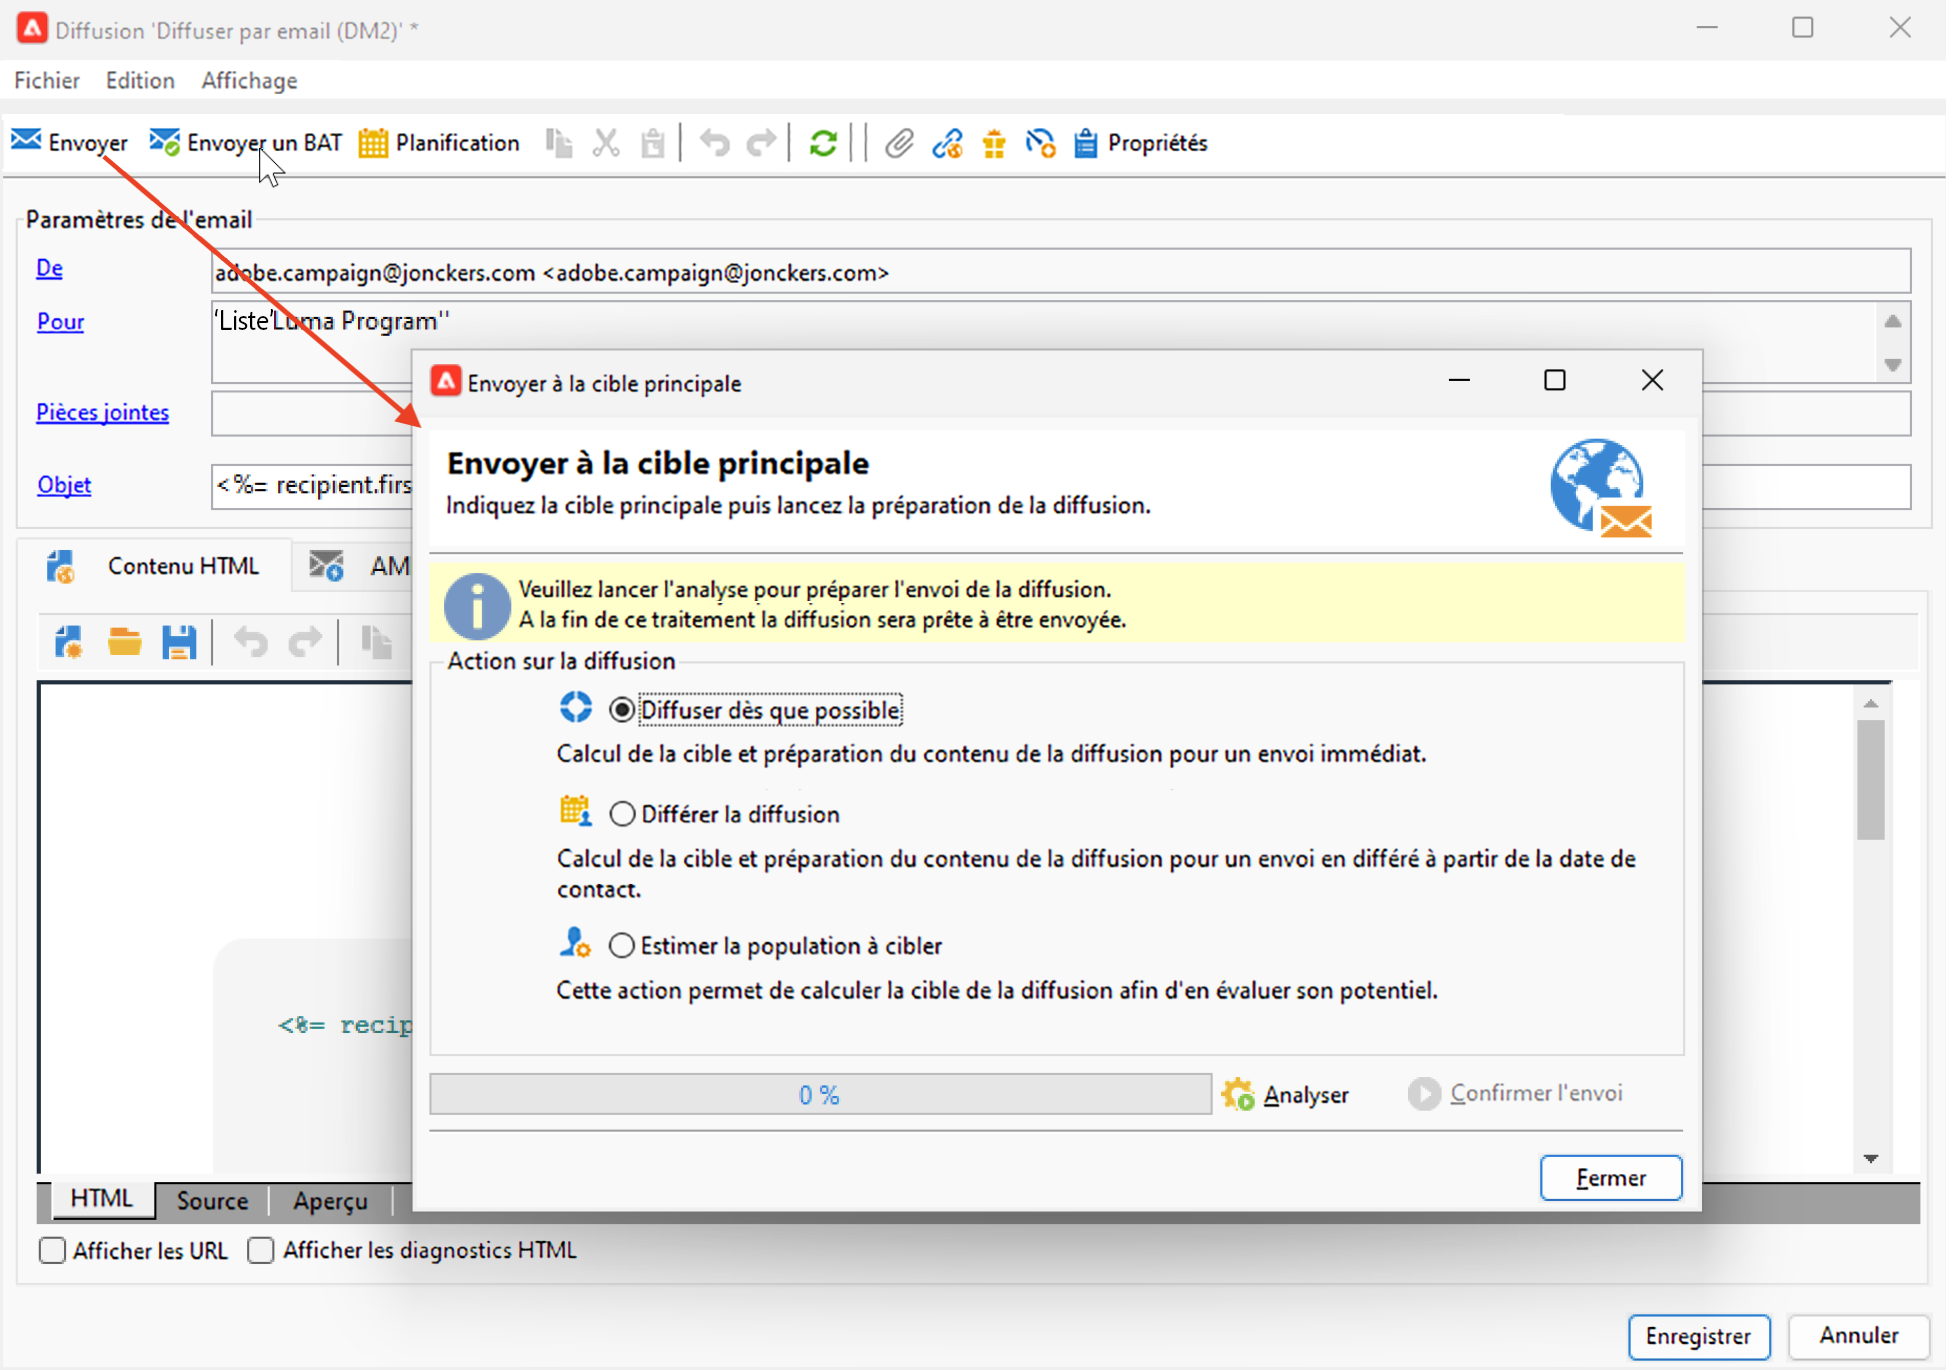 Diffusion 'Diffuser par email (DM2)' *
Fichier Edition Affichage
Envoyer Envoyer un BAT Planification Propriétés
Paramètres de l'email
De adobe.campaign@jonckers.com <adobe.campaign@jonckers.com>
Pour ‘Liste’Luma Program''
Pièces jointes
Objet <%= recipient.firs
Envoyer à la cible principale
Envoyer à la cible principale
Indiquez la cible principale puis lancez la préparation de la diffusion.
Contenu HTML AM
Veuillez lancer l'analyse pour préparer l'envoi de la diffusion.
A la fin de ce traitement la diffusion sera prête à être envoyée.
Action sur la diffusion
Diffuser dès que possible
Calcul de la cible et préparation du contenu de la diffusion pour un envoi immédiat.
Différer la diffusion
Calcul de la cible et préparation du contenu de la diffusion pour un envoi en différé à partir de la date de
contact.
Estimer la population à cibler
Cette action permet de calculer la cible de la diffusion afin d'en évaluer son potentiel.
<%= recip
0 % Analyser Confirmer l'envoi
Fermer
HTML Source Aperçu
Afficher les URL Afficher les diagnostics HTML
Enregistrer Annuler